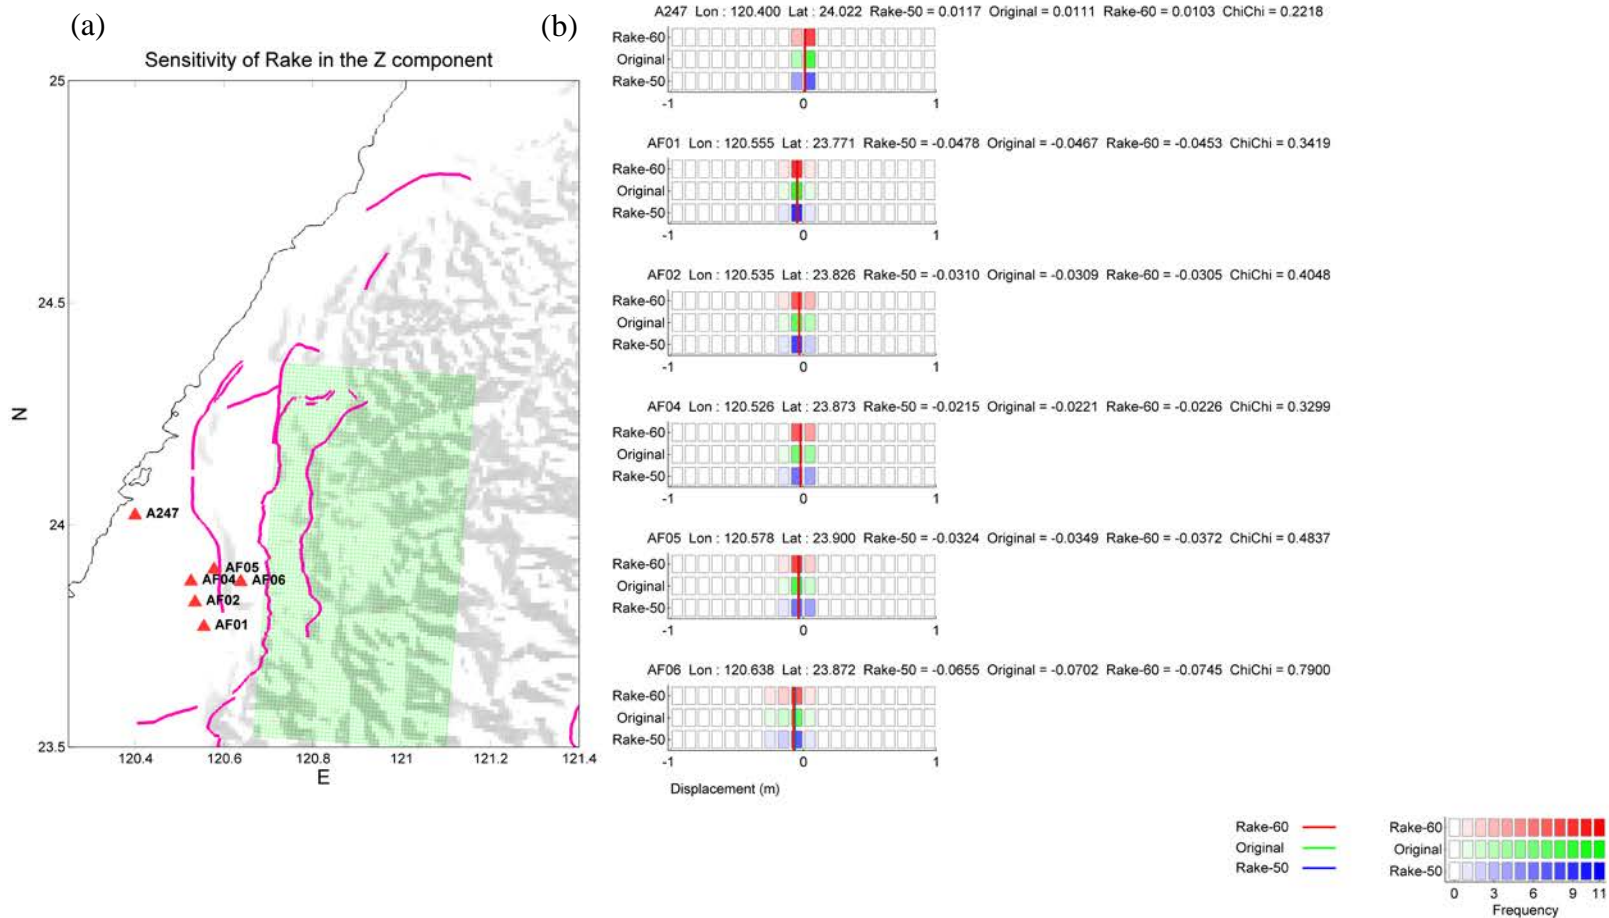 (a)
Sensitivity of Rake in the Z component
25
24.5
N
24
23.5
A247
AF05
AF04
AF06
AF02
AF01
120.4 120.6 120.8 121 121.2 121.4
E
(b)
A247 Lon : 120.400 Lat : 24.022 Rake-50 = 0.0117 Original = 0.0111 Rake-60 = 0.0103 ChiChi = 0.2218
Rake-60
Original
Rake-50
-1 0 1
AF01 Lon : 120.555 Lat : 23.771 Rake-50 = -0.0478 Original = -0.0467 Rake-60 = -0.0453 ChiChi = 0.3419
Rake-60
Original
Rake-50
-1 0 1
AF02 Lon : 120.535 Lat : 23.826 Rake-50 = -0.0310 Original = -0.0309 Rake-60 = -0.0305 ChiChi = 0.4048
Rake-60
Original
Rake-50
-1 0 1
AF04 Lon : 120.526 Lat : 23.873 Rake-50 = -0.0215 Original = -0.0221 Rake-60 = -0.0226 ChiChi = 0.3299
Rake-60
Original
Rake-50
-1 0 1
AF05 Lon : 120.578 Lat : 23.900 Rake-50 = -0.0324 Original = -0.0349 Rake-60 = -0.0372 ChiChi = 0.4837
Rake-60
Original
Rake-50
-1 0 1
AF06 Lon : 120.638 Lat : 23.872 Rake-50 = -0.0655 Original = -0.0702 Rake-60 = -0.0745 ChiChi = 0.7900
Rake-60
Original
Rake-50
-1 0 1
Displacement (m)
Rake-60
Original
Rake-50
Rake-60
Original
Rake-50
0 3 6 9 11
Frequency